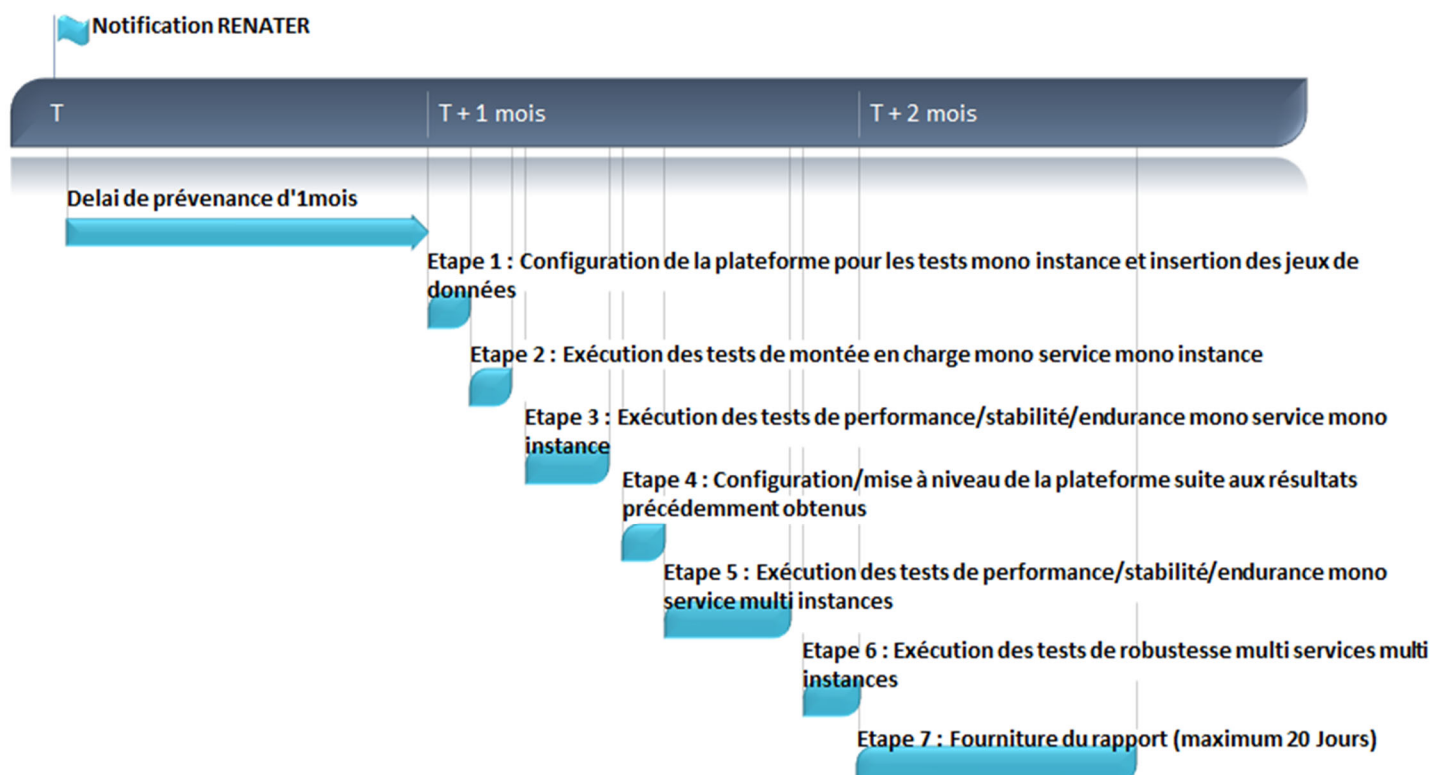 Notification RENATER
T
T + 1 mois
T + 2 mois
Delai de prévenance d'1mois
Etape 1 : Configuration de la plateforme pour les tests mono instance et insertion des jeux de
données
Etape 2 : Exécution des tests de montée en charge mono service mono instance
Etape 3 : Exécution des tests de performance/stabilité/endurance mono service mono
instance
Etape 4 : Configuration/mise à niveau de la plateforme suite aux résultats
précédemment obtenus
Etape 5 : Exécution des tests de performance/stabilité/endurance mono
service multi instances
Etape 6 : Exécution des tests de robustesse multi services multi
instances
Etape 7 : Fourniture du rapport (maximum 20 Jours)